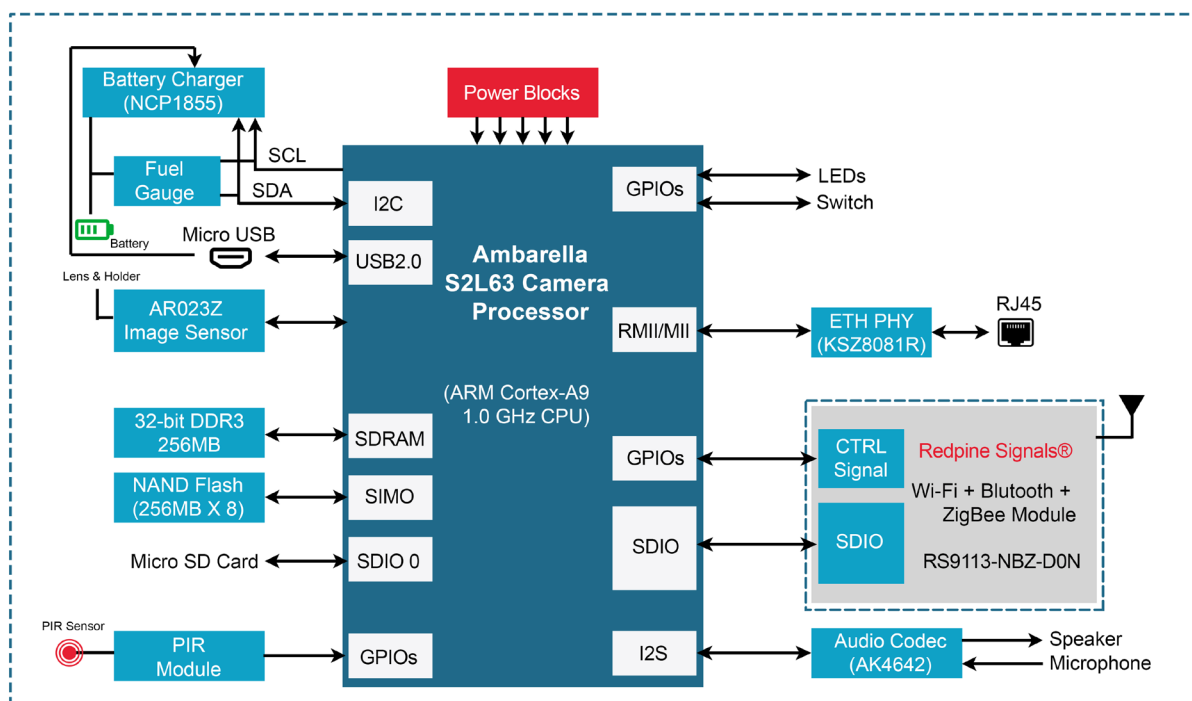 Battery Charger
(NCP1855)
Power Blocks
Fuel
Gauge
SCL
SDA
Battery
I2C
Micro USB
USB2.0
Lens & Holder
AR023Z
Image Sensor
Ambarella
S2L63 Camera
Processor
(ARM Cortex-A9
1.0 GHz CPU)
32-bit DDR3
256MB
SDRAM
NAND Flash
(256MB X 8)
SIMO
Micro SD Card
SDIO 0
PIR Sensor
PIR
Module
GPIOs
GPIOs
LEDs
Switch
RMII/MII
ETH PHY
(KSZ8081R)
RJ45
GPIOs
CTRL
Signal
Redpine Signals®
Wi-Fi + Blutooth +
ZigBee Module
SDIO
SDIO
RS9113-NBZ-D0N
I2S
Audio Codec
(AK4642)
Speaker
Microphone